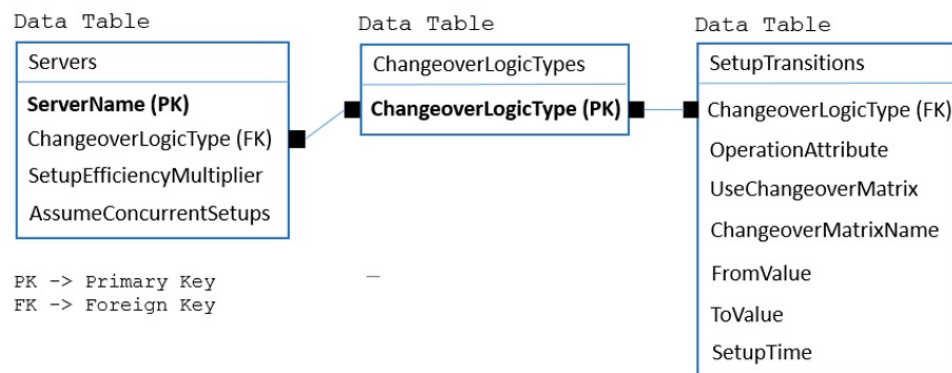 Data Table
Servers
ServerName (PK)
ChangeoverLogicType (FK)
SetupEfficiencyMultiplier
AssumeConcurrentSetups
PK -> Primary Key
FK -> Foreign Key
Data Table
ChangeoverLogicTypes
ChangeoverLogicType (PK)
Data Table
SetupTransitions
ChangeoverLogicType (FK)
OperationAttribute
UseChangeoverMatrix
ChangeoverMatrixName
FromValue
ToValue
SetupTime